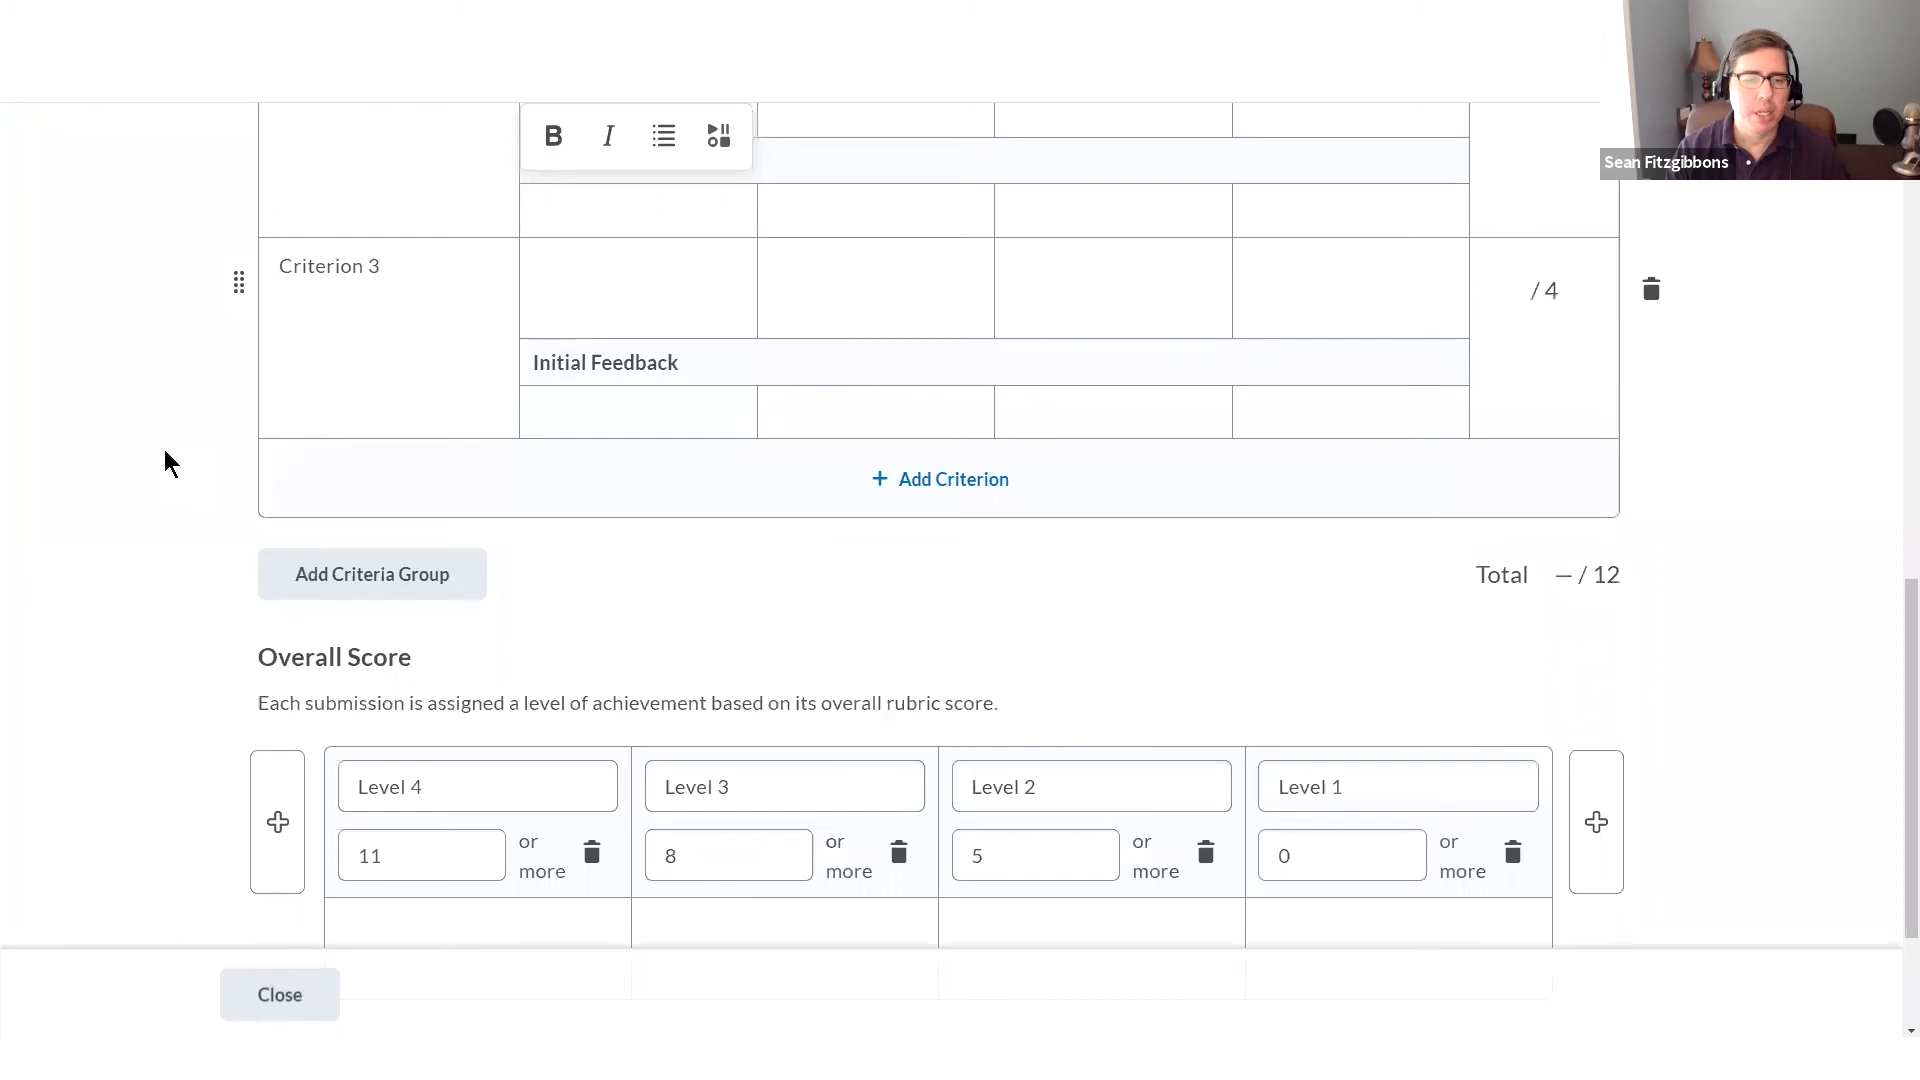 Sean Fitzgibbons
B I
Criterion 3
/ 4
Initial Feedback
+ Add Criterion
Add Criteria Group
Total – / 12
Overall Score
Each submission is assigned a level of achievement based on its overall rubric score.
Level 4
Level 3
Level 2
Level 1
11 or more
8 or more
5 or more
0 or more
Close